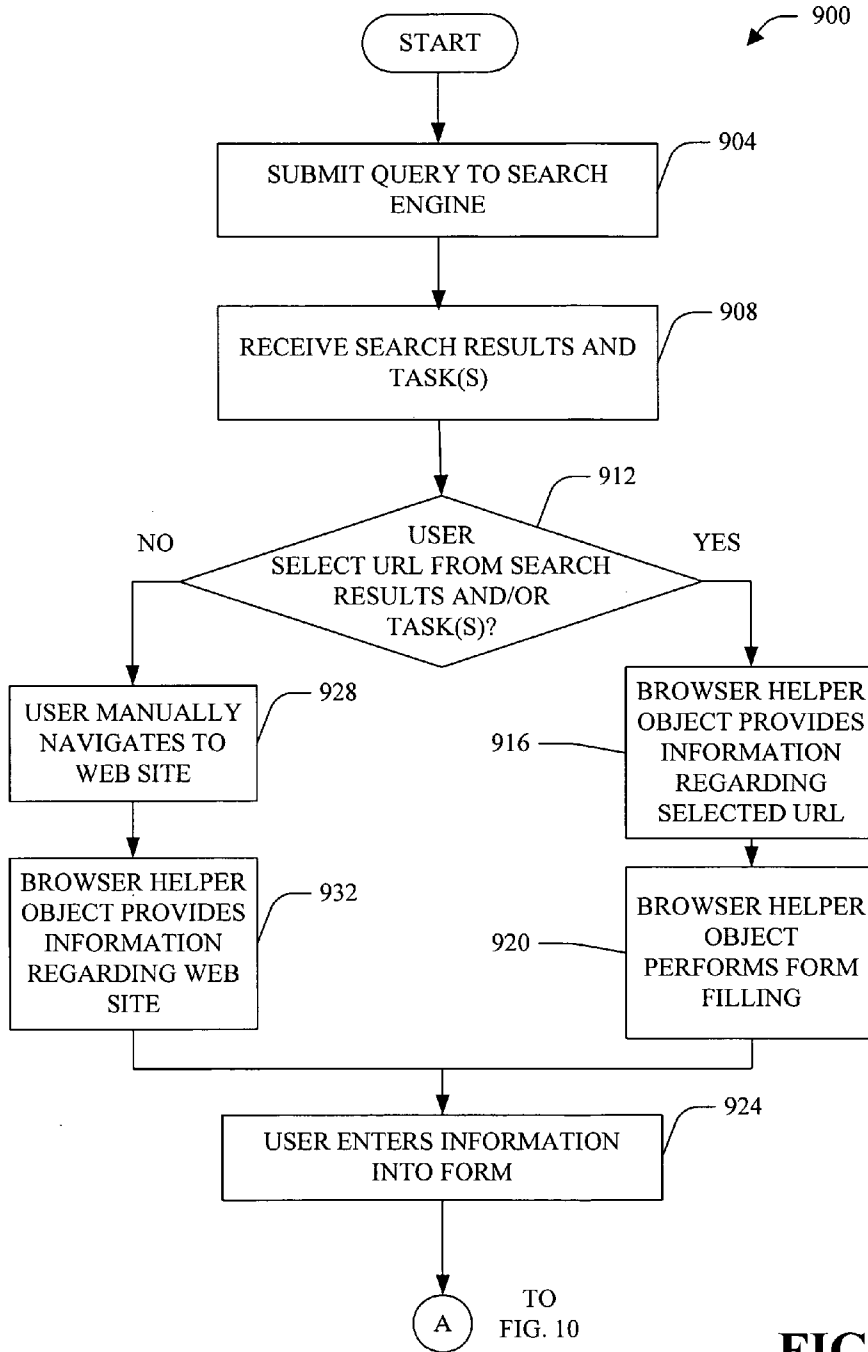 900
START
904
SUBMIT QUERY TO SEARCH
ENGINE
908
RECEIVE SEARCH RESULTS AND
TASK(S)
912
USER
SELECT URL FROM SEARCH
RESULTS AND/OR
TASK(S)?
NO
YES
928
USER MANUALLY
NAVIGATES TO
WEB SITE
916
BROWSER HELPER
OBJECT PROVIDES
INFORMATION
REGARDING
SELECTED URL
932
BROWSER HELPER
OBJECT PROVIDES
INFORMATION
REGARDING WEB
SITE
920
BROWSER HELPER
OBJECT
PERFORMS FORM
FILLING
924
USER ENTERS INFORMATION
INTO FORM
A
TO
FIG. 10